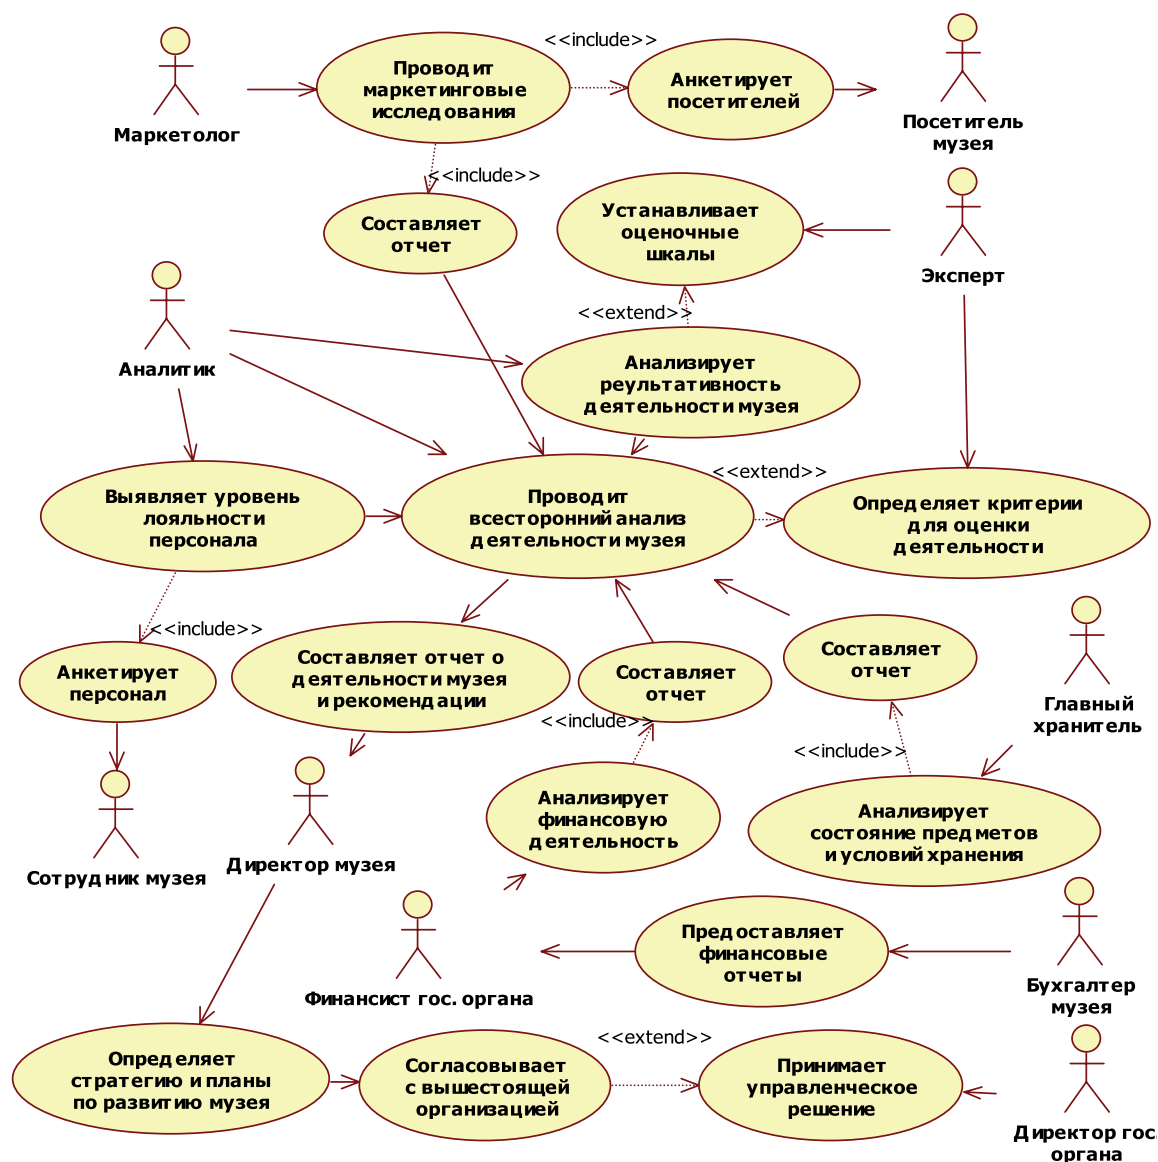 <<include>>
Проводит
маркетинговые
исследования
Анкетирует
посетителей
Маркетолог
Посетитель
музея
<<include>>
Составляет
отчет
Устанавливает
оценочные
шкалы
Эксперт
<<extend>>
Аналитик
Анализирует
реультативность
деятельности музея
<<extend>>
Выявляет уровень
лояльности
персонала
Проводит
всесторонний анализ
деятельности музея
Определяет критерии
для оценки
деятельности
<<include>>
Анкетирует
персонал
Составляет отчет о
деятельности музея
и рекомендации
Составляет
отчет
Составляет
отчет
Главный
хранитель
<<include>>
<<include>>
Анализирует
финансовую
деятельность
Анализирует
состояние предметов
и условий хранения
Сотрудник музея
Директор музея
Предоставляет
финансовые
отчеты
Финансист гос. органа
Бухгалтер
музея
<<extend>>
Определяет
стратегию и планы
по развитию музея
Согласовывает
с вышестоящей
организацией
Принимает
управленческое
решение
Директор гос.
органа